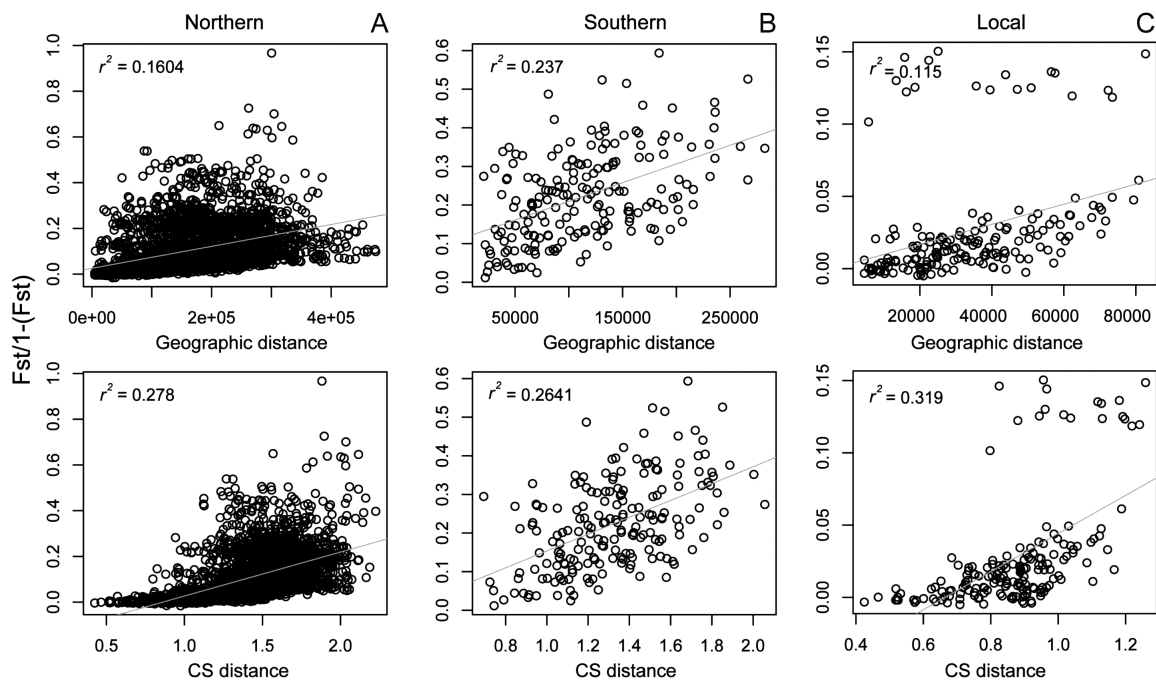 Northern A
Southern B
Local C
Fst/1-(Fst)
r² = 0.1604
0.0 0.2 0.4 0.6 0.8 1.0
0e+00 2e+05 4e+05
Geographic distance
r² = 0.237
0.0 0.1 0.2 0.3 0.4 0.5 0.6
50000 150000 250000
Geographic distance
r² = 0.115
0.00 0.05 0.10 0.15
20000 40000 60000 80000
Geographic distance
r² = 0.278
0.0 0.2 0.4 0.6 0.8 1.0
0.5 1.0 1.5 2.0
CS distance
r² = 0.2641
0.0 0.1 0.2 0.3 0.4 0.5 0.6
0.8 1.0 1.2 1.4 1.6 1.8 2.0
CS distance
r² = 0.319
0.00 0.05 0.10 0.15
0.4 0.6 0.8 1.0 1.2
CS distance